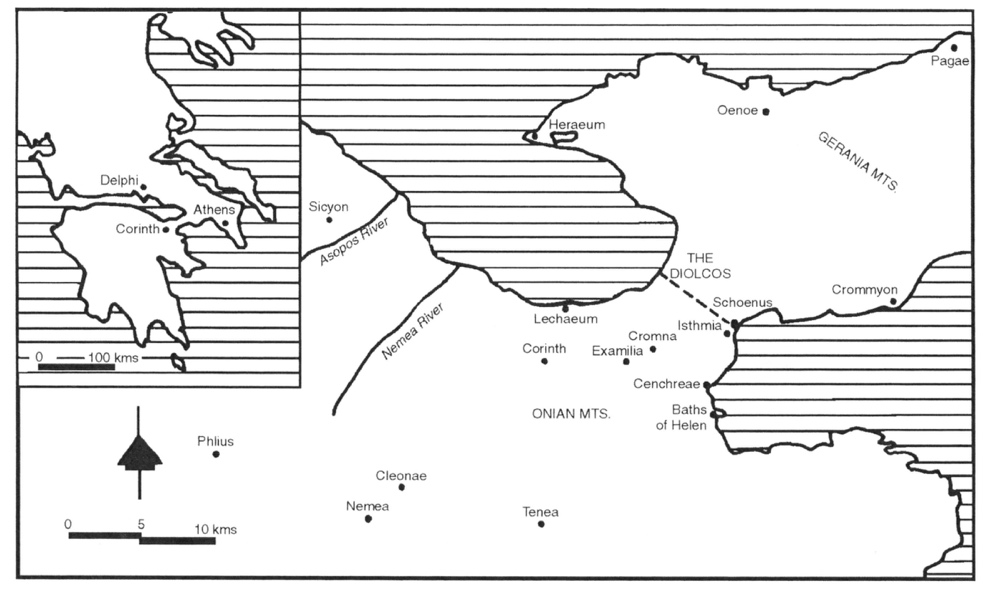 Pagae
Oenoe
Heraeum
GERANIA MTS.
Delphi
Athens
Corinth
Sicyon
Asopos River
THE
DIOLCOS
Crommyon
Schoenus
Isthmia
Lechaeum
Nemea River
Cromna
Corinth
Examilia
0 100 kms
Cenchreae
Baths
of Helen
ONIAN MTS.
Phlius
Cleonae
Nemea
Tenea
0 5 10 kms